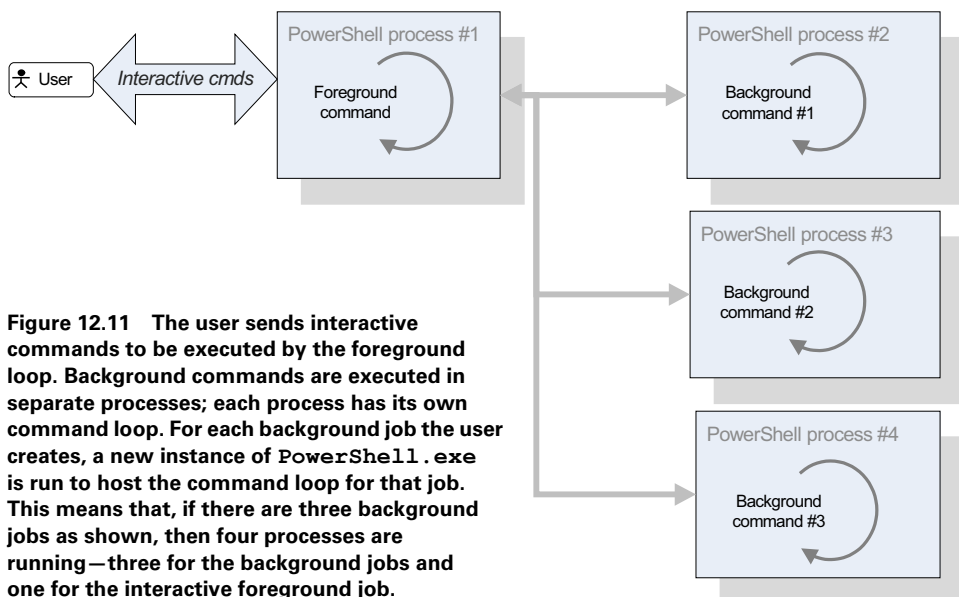 PowerShell process #1
User
Interactive cmds
Foreground
command
PowerShell process #2
Background
command #1
PowerShell process #3
Background
command #2
PowerShell process #4
Background
command #3
Figure 12.11 The user sends interactive
commands to be executed by the foreground
loop. Background commands are executed in
separate processes; each process has its own
command loop. For each background job the user
creates, a new instance of PowerShell.exe
is run to host the command loop for that job.
This means that, if there are three background
jobs as shown, then four processes are
running—three for the background jobs and
one for the interactive foreground job.